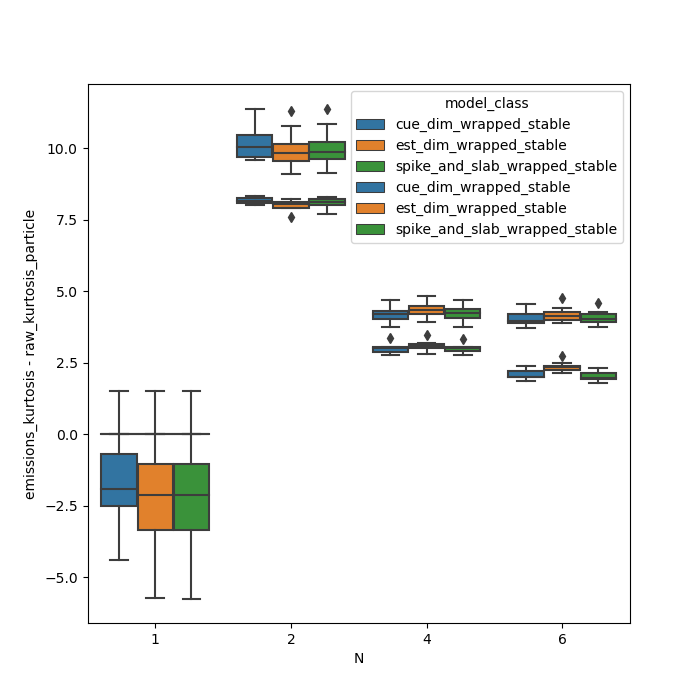 model_class
cue_dim_wrapped_stable
est_dim_wrapped_stable
spike_and_slab_wrapped_stable
cue_dim_wrapped_stable
est_dim_wrapped_stable
spike_and_slab_wrapped_stable
emissions_kurtosis - raw_kurtosis_particle
10.0
7.5
5.0
2.5
0.0
−2.5
−5.0
1 2 4 6
N